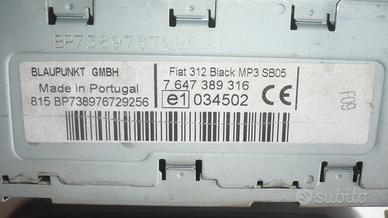 BP738976729256
BLAUPUNKT GMBH
Fiat 312 Black MP3 SB05
Made in Portugal
7 647 389 316
815 BP738976729256
e1 034502 CE
F09
subito